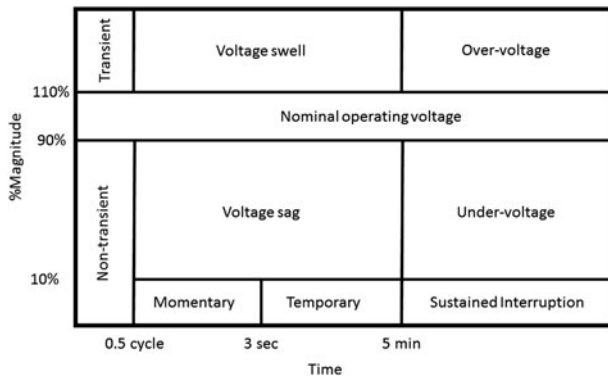 Transient
Voltage swell
Over-voltage
110%
Nominal operating voltage
90%
%Magnitude
Non-transient
Voltage sag
Under-voltage
10%
Momentary
Temporary
Sustained Interruption
0.5 cycle
3 sec
5 min
Time